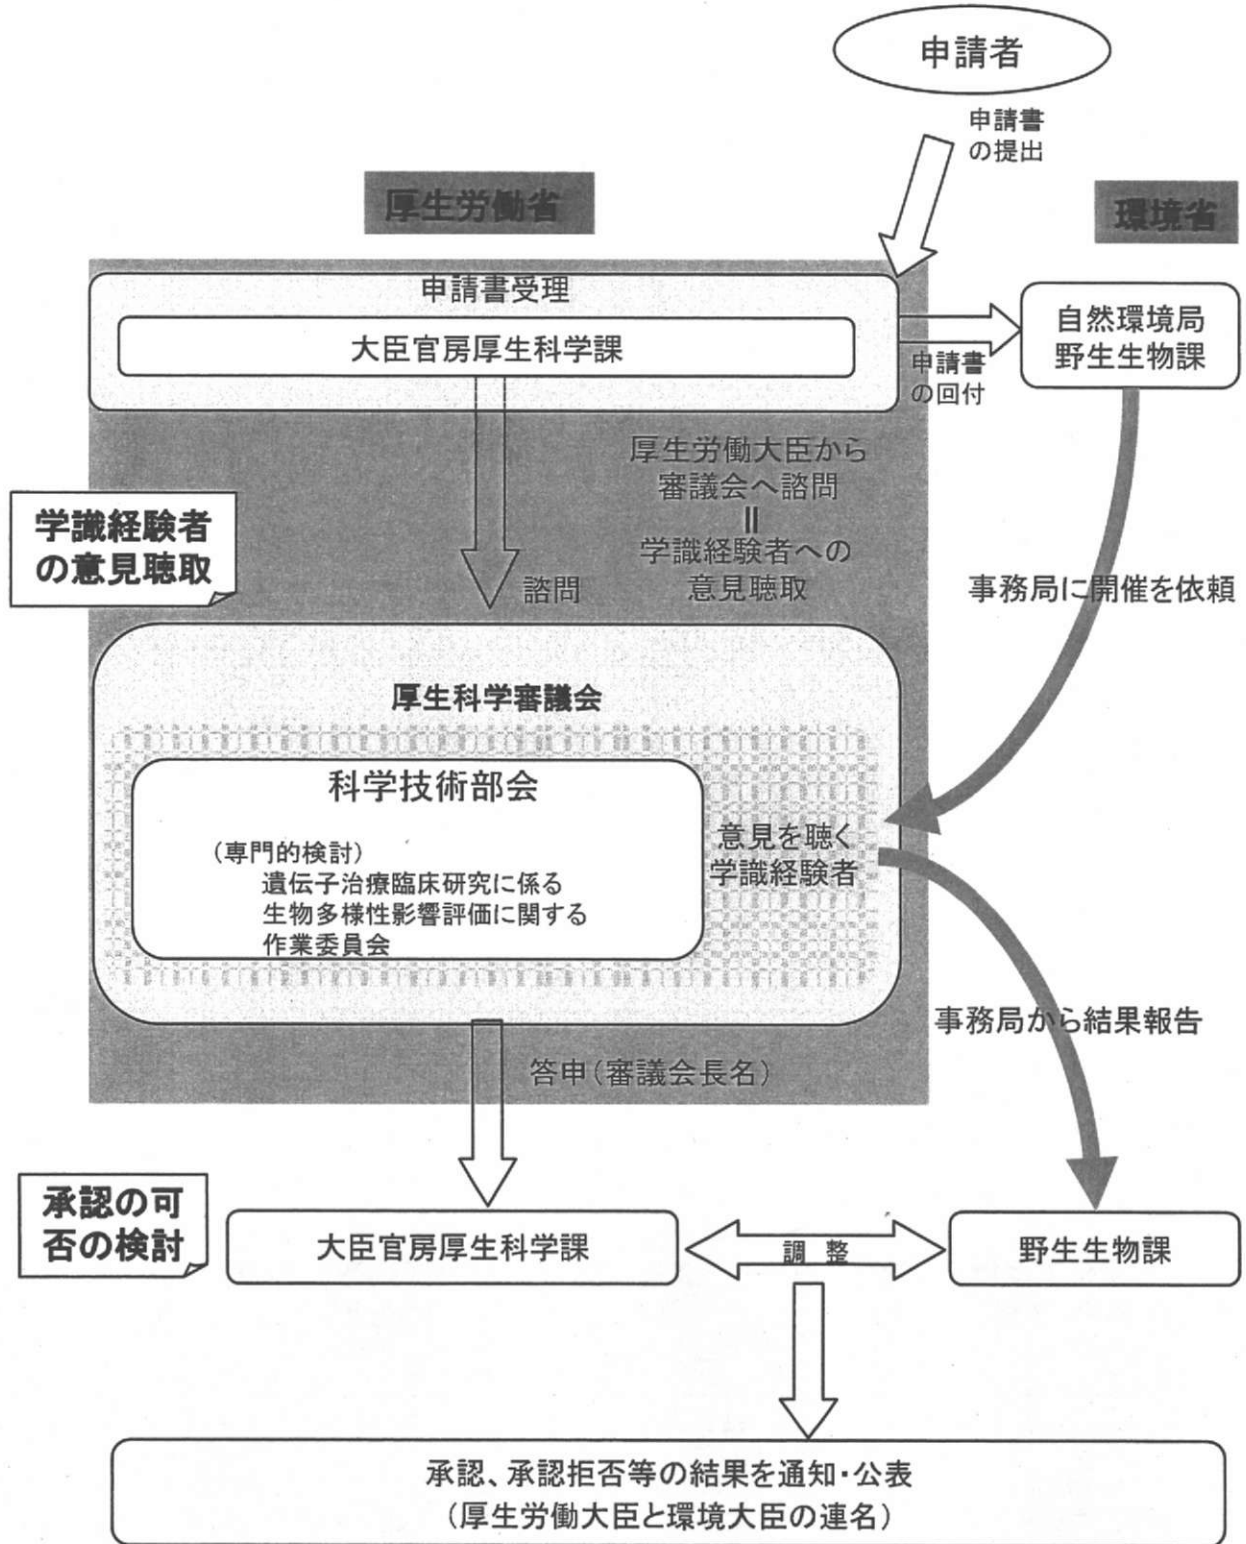 申請者
申請書
の提出
厚生労働省
環境省
申請書受理
大臣官房厚生科学課
自然環境局
野生生物課
申請書
の回付
厚生労働大臣から
審議会へ諮問
||
学識経験者への
意見聴取
学識経験者
の意見聴取
諮問
事務局に開催を依頼
厚生科学審議会
科学技術部会
(専門的検討)
遺伝子治療臨床研究に係る
生物多様性影響評価に関する
作業委員会
意見を聴く
学識経験者
事務局から結果報告
答申(審議会長名)
承認の可
否の検討
大臣官房厚生科学課
調 整
野生生物課
承認、承認拒否等の結果を通知・公表
(厚生労働大臣と環境大臣の連名)